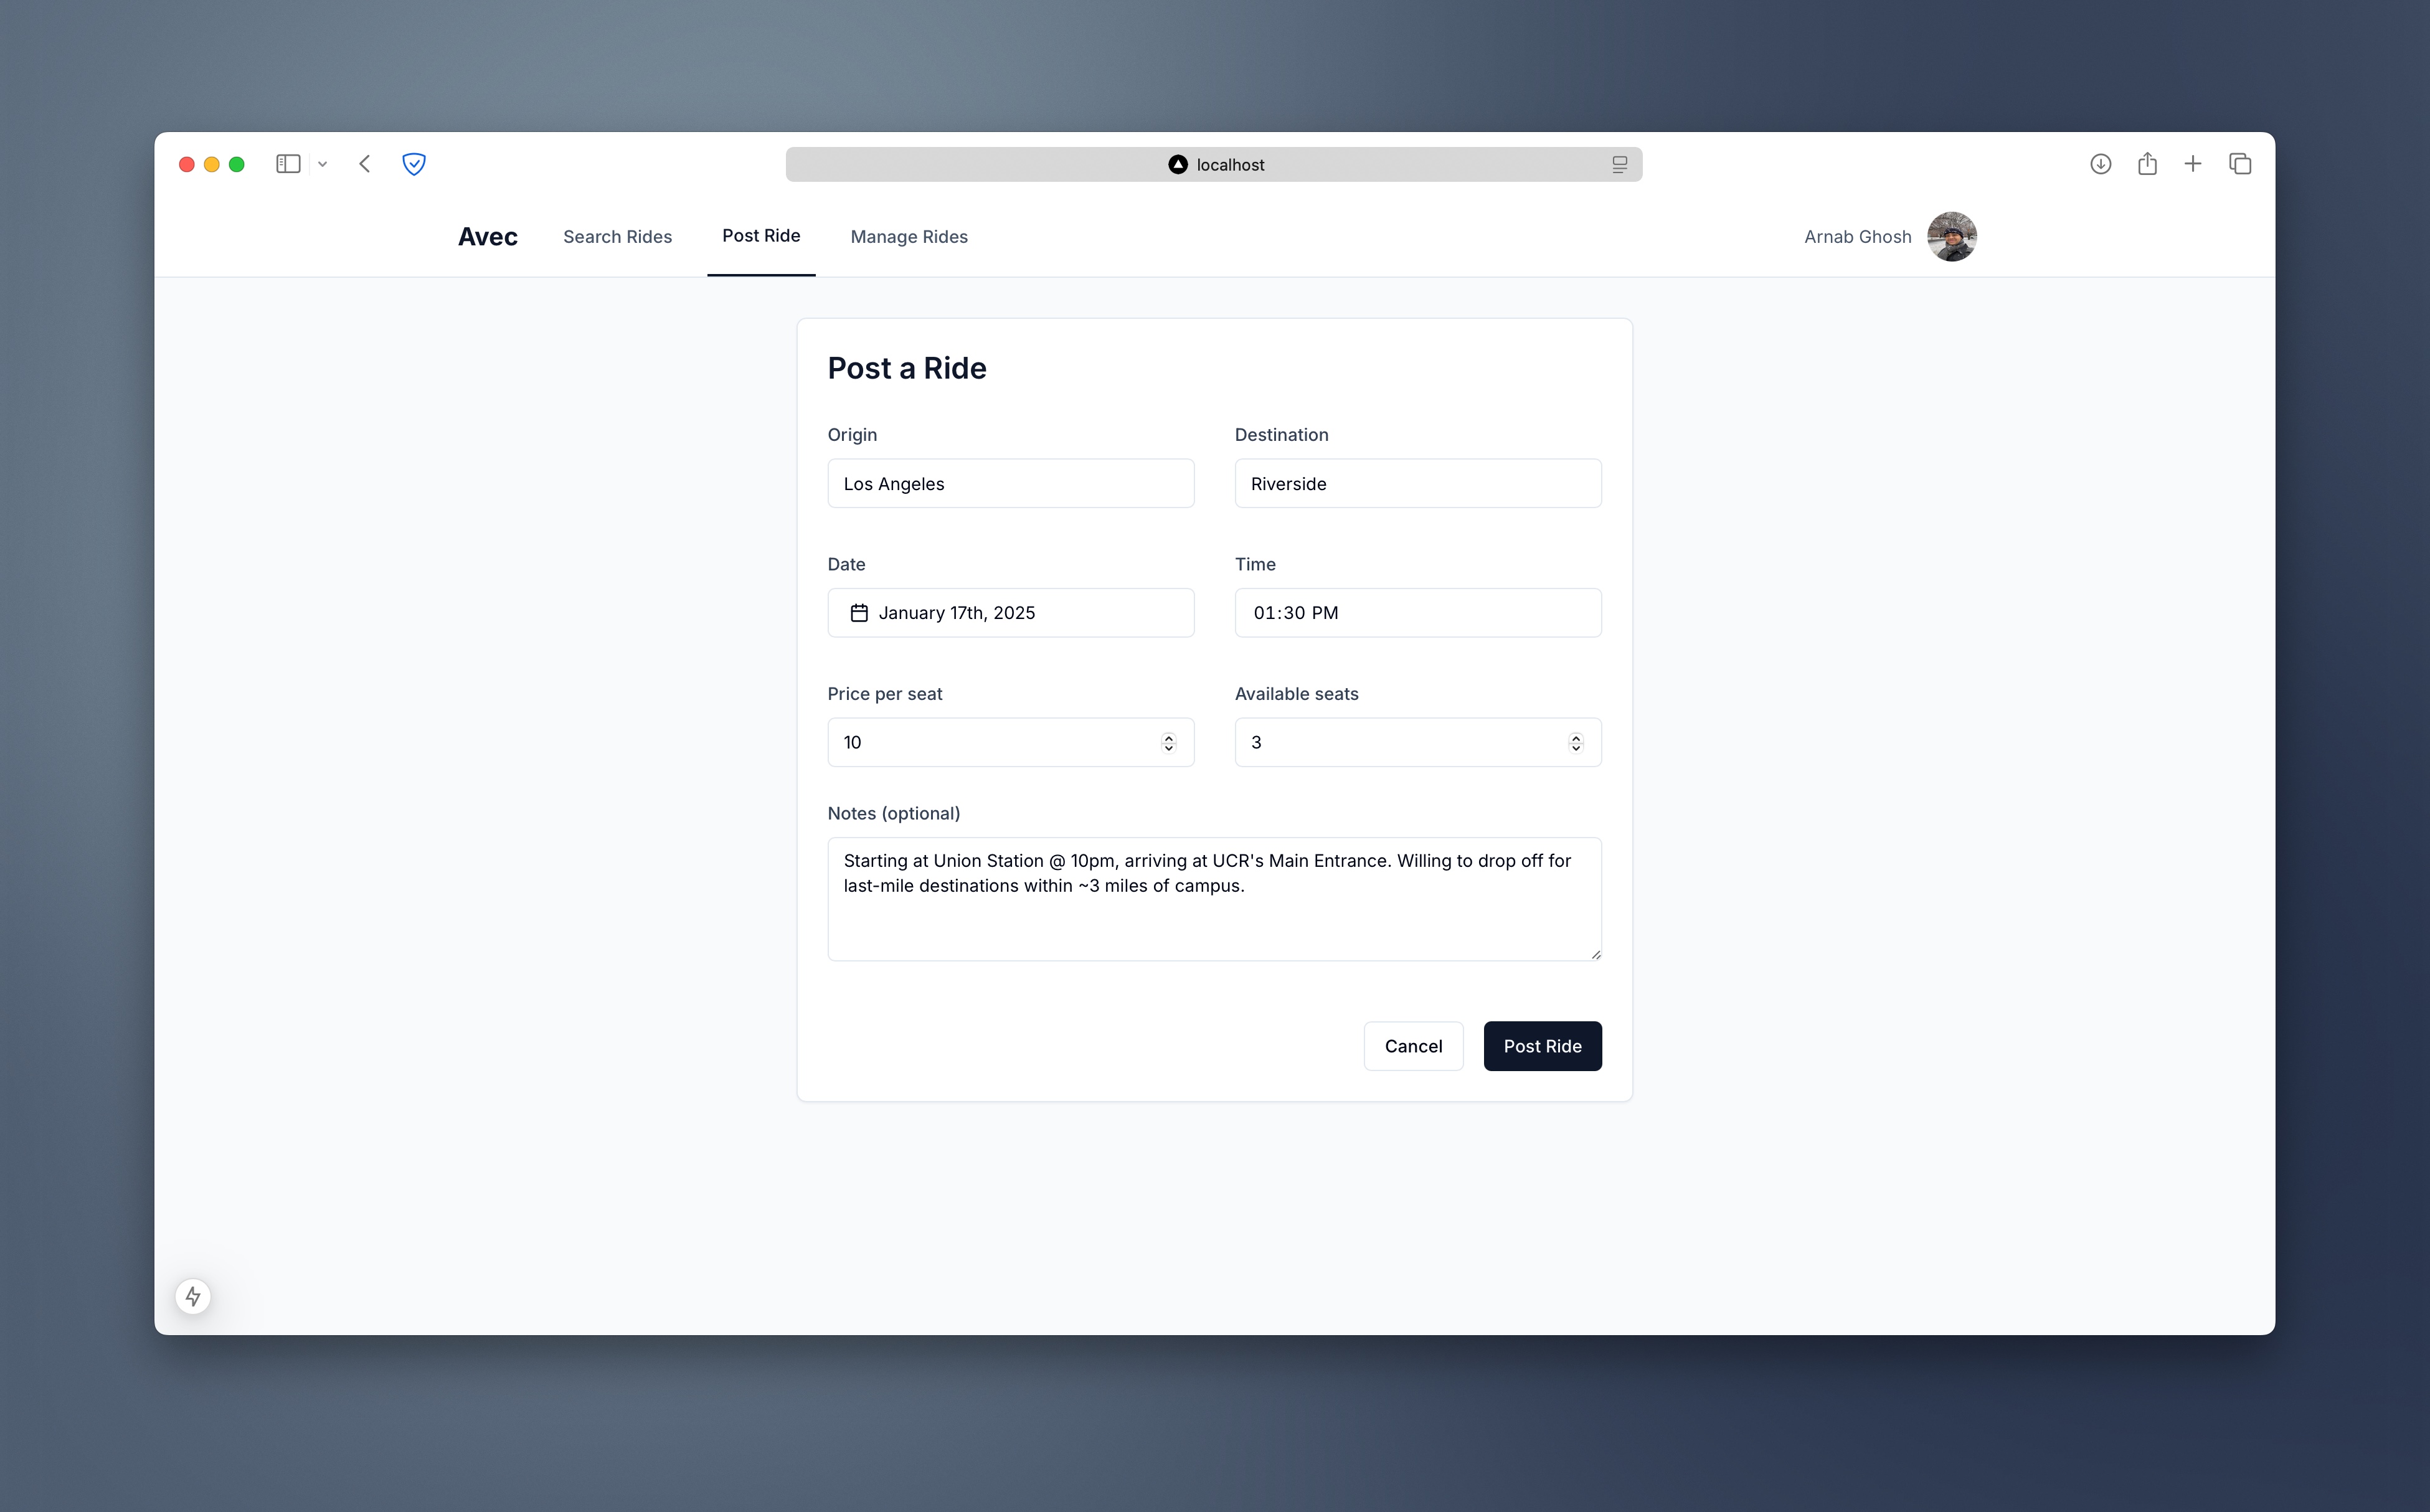 localhost
Avec
Search Rides
Post Ride
Manage Rides
Arnab Ghosh
Post a Ride
Origin
Destination
Los Angeles
Riverside
Date
Time
January 17th, 2025
01:30 PM
Price per seat
Available seats
10
3
Notes (optional)
Starting at Union Station @ 10pm, arriving at UCR's Main Entrance. Willing to drop off for
last-mile destinations within ~3 miles of campus.
Cancel
Post Ride